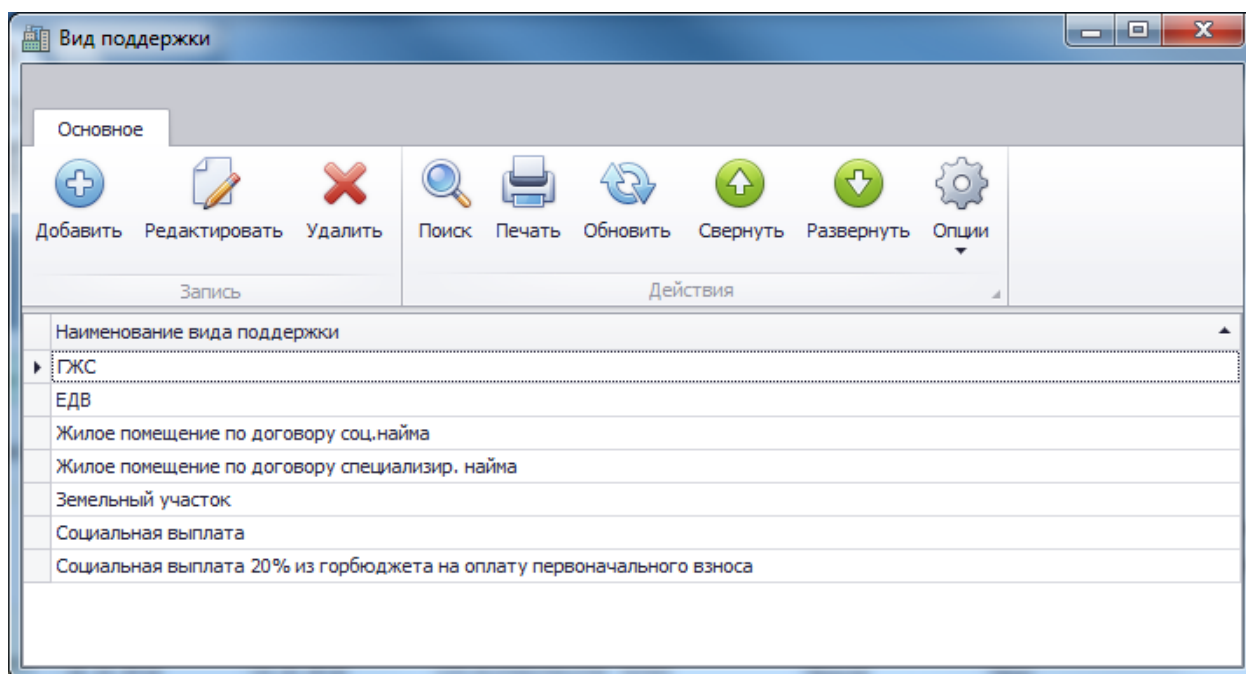 Вид поддержки
Основное
Добавить Редактировать Удалить Поиск Печать Обновить Свернуть Развернуть Опции
Запись Действия
Наименование вида поддержки
ГЖС
ЕДВ
Жилое помещение по договору соц.найма
Жилое помещение по договору специализир. найма
Земельный участок
Социальная выплата
Социальная выплата 20% из горбюджета на оплату первоначального взноса